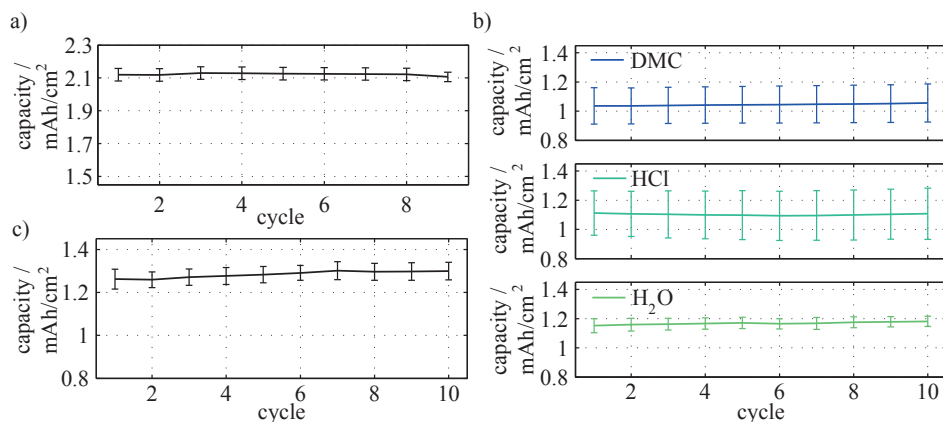 a)
capacity /
mAh/cm²
2.3
2.1
1.9
1.7
1.5
2 4 6 8
cycle
b)
capacity /
mAh/cm²
1.4
1.2
1
0.8
DMC
capacity /
mAh/cm²
1.4
1.2
1
0.8
HCl
capacity /
mAh/cm²
1.4
1.2
1
0.8
H₂O
2 4 6 8 10
cycle
c)
capacity /
mAh/cm²
1.4
1.2
1
0.8
2 4 6 8 10
cycle